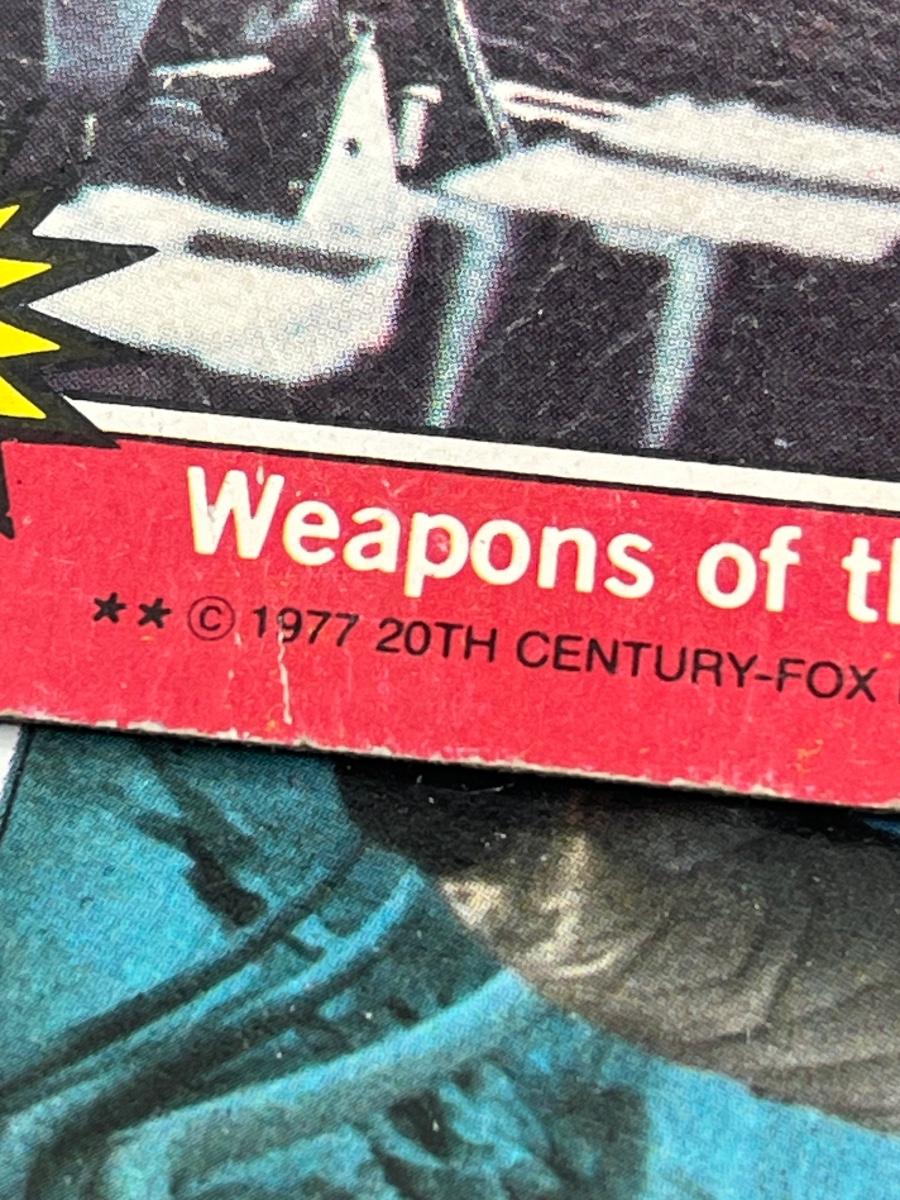 Weapons of t
★★ © 1977 20TH CENTURY-FOX